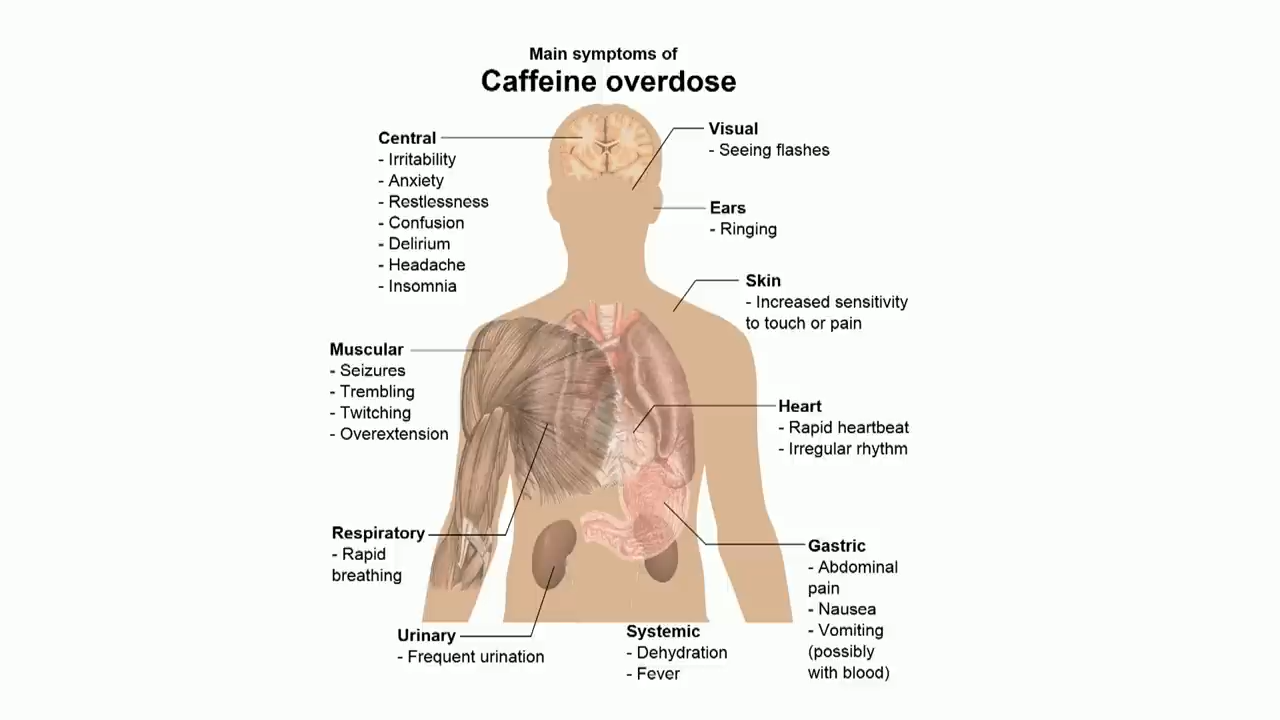 Main symptoms of
Caffeine overdose
Central
- Irritability
- Anxiety
- Restlessness
- Confusion
- Delirium
- Headache
- Insomnia
Visual
- Seeing flashes
Ears
- Ringing
Skin
- Increased sensitivity
to touch or pain
Muscular
- Seizures
- Trembling
- Twitching
- Overextension
Heart
- Rapid heartbeat
- Irregular rhythm
Respiratory
- Rapid
breathing
Gastric
- Abdominal
pain
- Nausea
- Vomiting
(possibly
with blood)
Urinary
- Frequent urination
Systemic
- Dehydration
- Fever